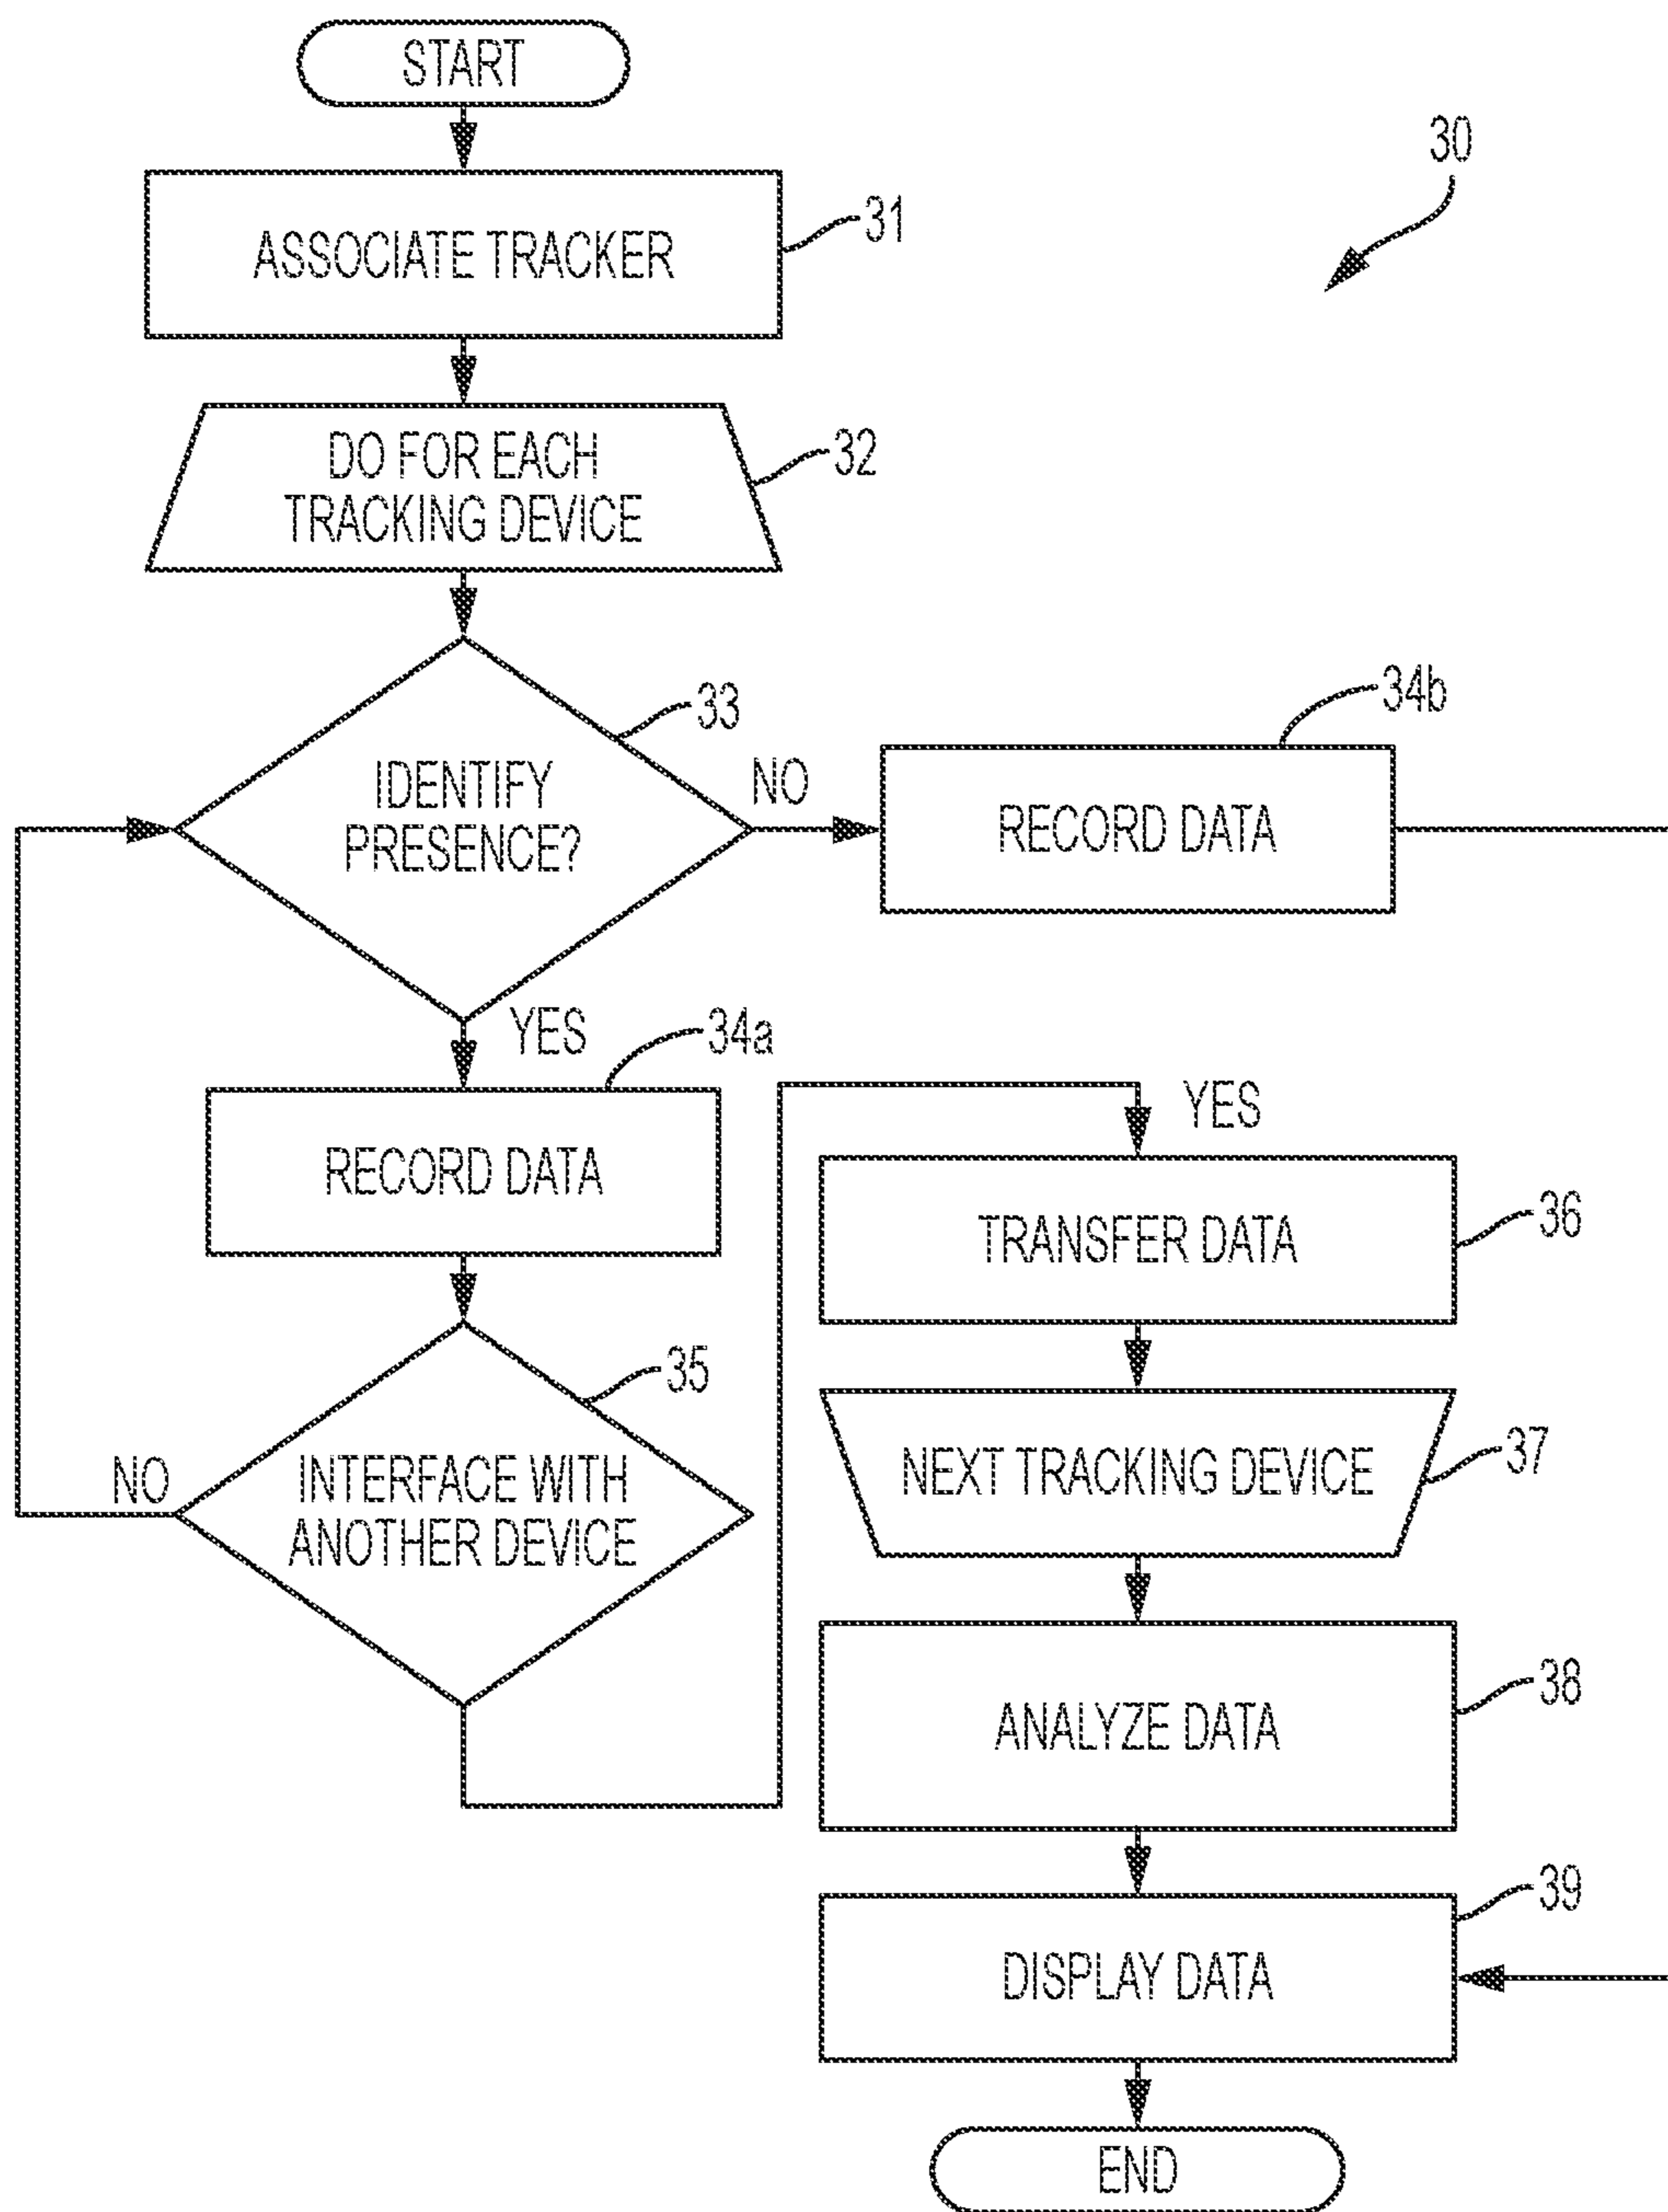 START
30
ASSOCIATE TRACKER
31
DO FOR EACH
TRACKING DEVICE
32
33
IDENTIFY
PRESENCE?
NO
34b
RECORD DATA
YES
34a
RECORD DATA
35
INTERFACE WITH
ANOTHER DEVICE
NO
YES
TRANSFER DATA
36
NEXT TRACKING DEVICE
37
ANALYZE DATA
38
DISPLAY DATA
39
END